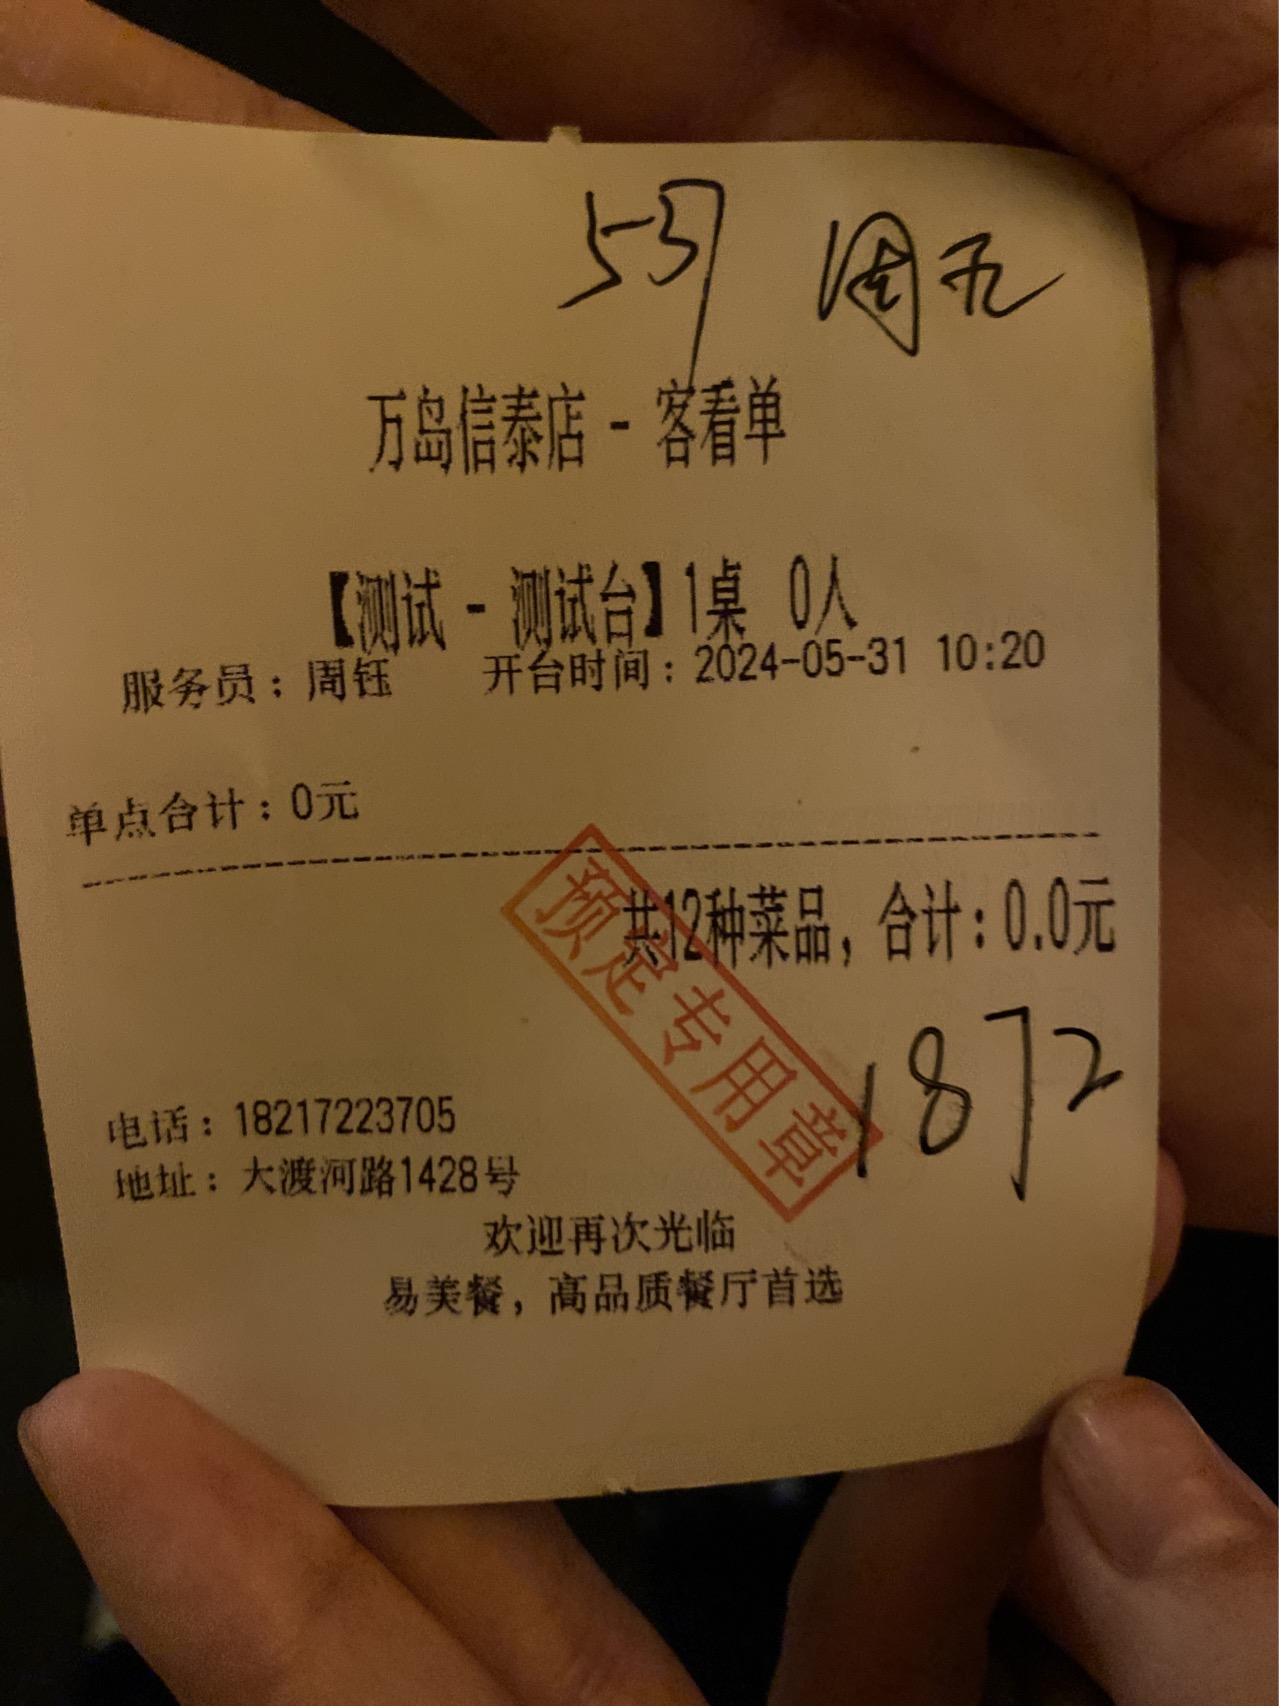 537 周五
万岛信泰店 - 客看单
【测试 - 测试台】1桌 0人
服务员：周钰 开台时间：2024-05-31 10:20
单点合计：0元
共12种菜品，合计：0.0元
预定专用章
1872
电话：18217223705
地址：大渡河路1428号
欢迎再次光临
易美餐，高品质餐厅首选